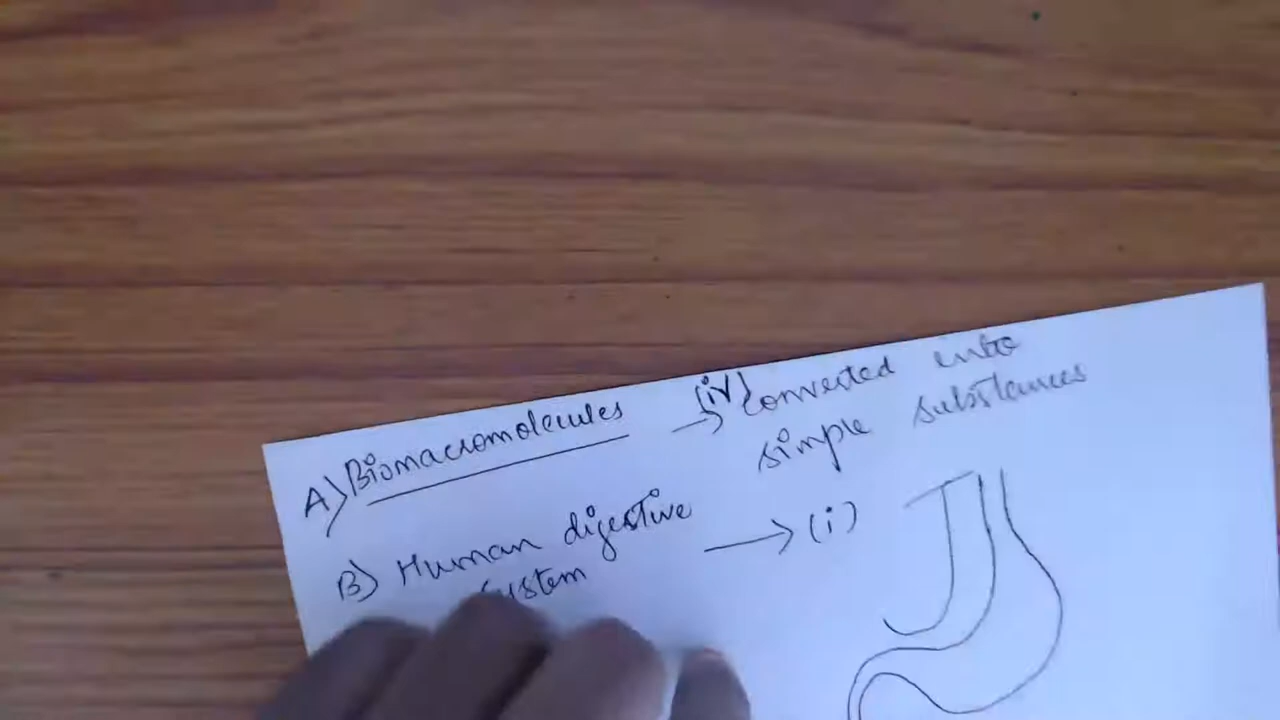 A) Biomacromolecules → (iv) Converted into
simple substances
B) Human digestive → (i)
system